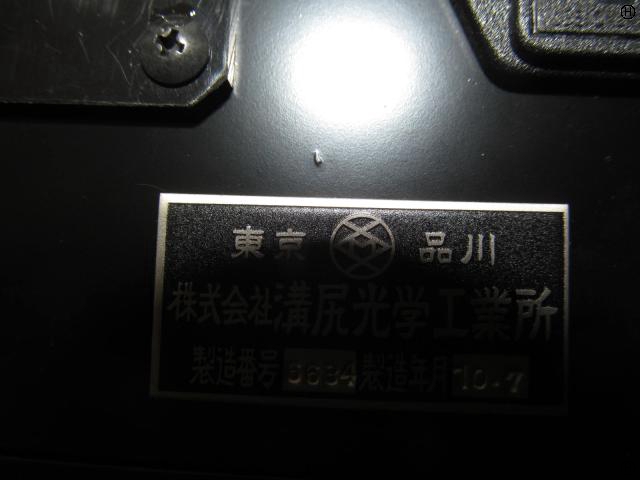 東京 品川
株式会社溝尻光学工業所
製造番号 3634 製造年月 10.7